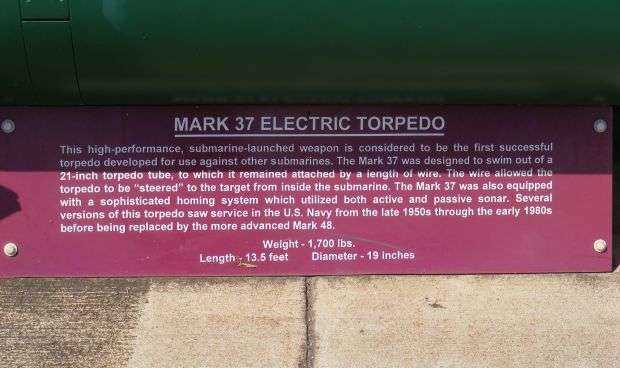 MARK 37 ELECTRIC TORPEDO
This high-performance, submarine-launched weapon is considered to be the first successful
torpedo developed for use against other submarines. The Mark 37 was designed to swim out of a
21-inch torpedo tube, to which it remained attached by a length of wire. The wire allowed the
torpedo to be “steered” to the target from inside the submarine. The Mark 37 was also equipped
with a sophisticated homing system which utilized both active and passive sonar. Several
versions of this torpedo saw service in the U.S. Navy from the late 1950s through the early 1980s
before being replaced by the more advanced Mark 48.
Weight - 1,700 lbs.
Length - 13.5 feet Diameter - 19 Inches